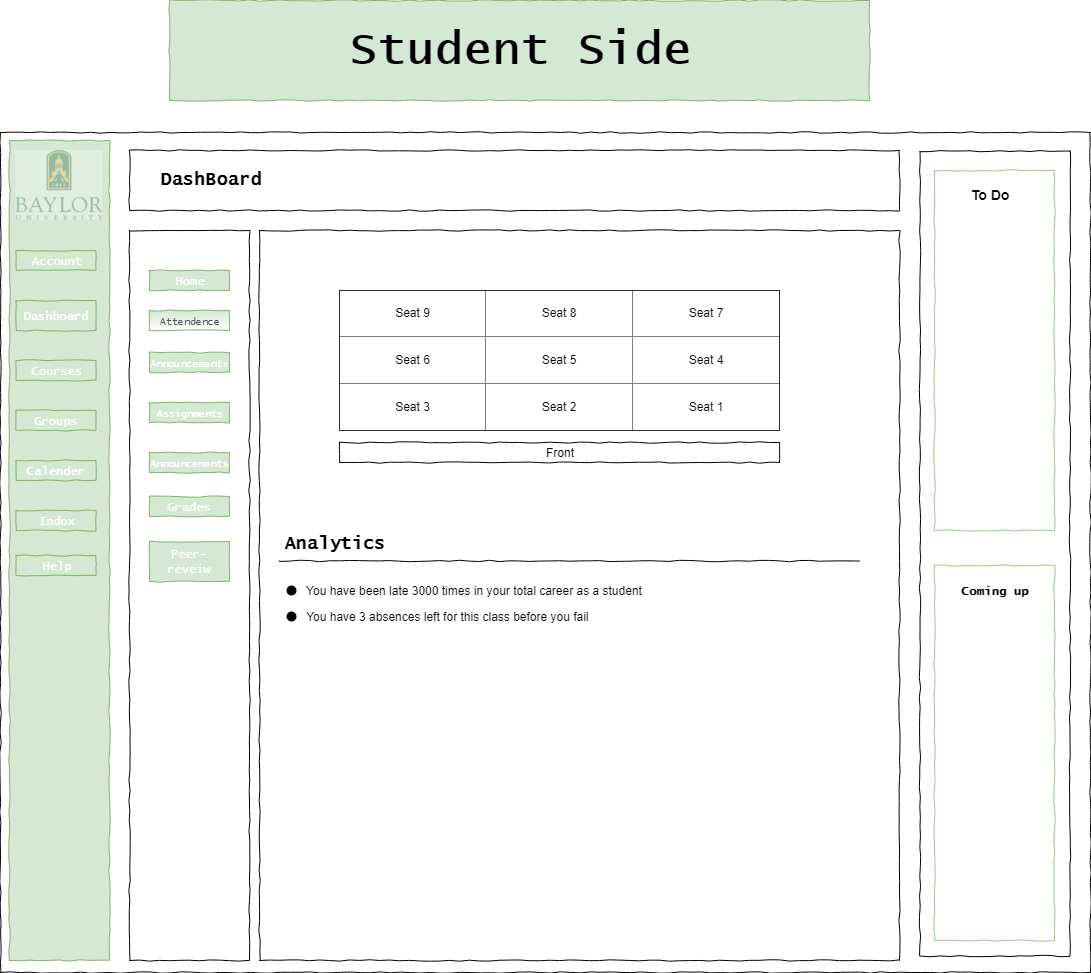 Student Side
BAYLOR
UNIVERSITY
Account
Dashboard
Courses
Groups
Calender
Indox
Help
DashBoard
Home
Attendence
Announcements
Assignments
Announcements
Grades
Peer-
reveiw
Seat 9 Seat 8 Seat 7
Seat 6 Seat 5 Seat 4
Seat 3 Seat 2 Seat 1
Front
Analytics
You have been late 3000 times in your total career as a student
You have 3 absences left for this class before you fail
To Do
Coming up